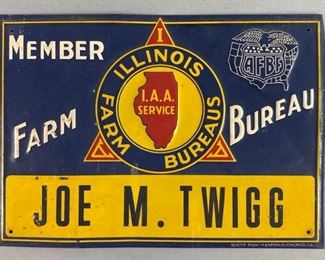 MEMBER
I
AFBF
ILLINOIS
I.A.A.
SERVICE
FARM BUREAUS
FARM
BUREAU
JOE M. TWIGG